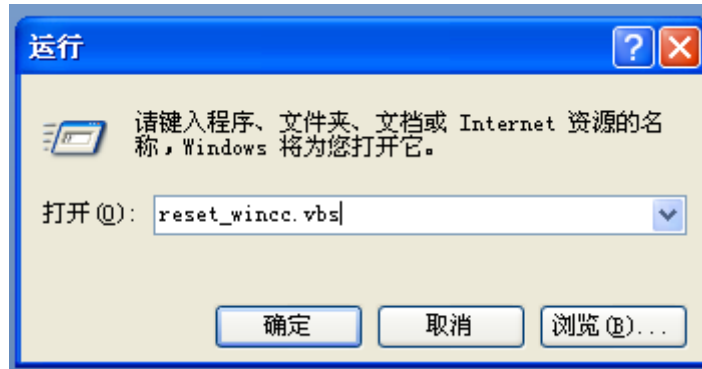 运行
请键入程序、文件夹、文档或 Internet 资源的名
称，Windows 将为您打开它。
打开(O): reset_wincc.vbs
确定 取消 浏览(B)...